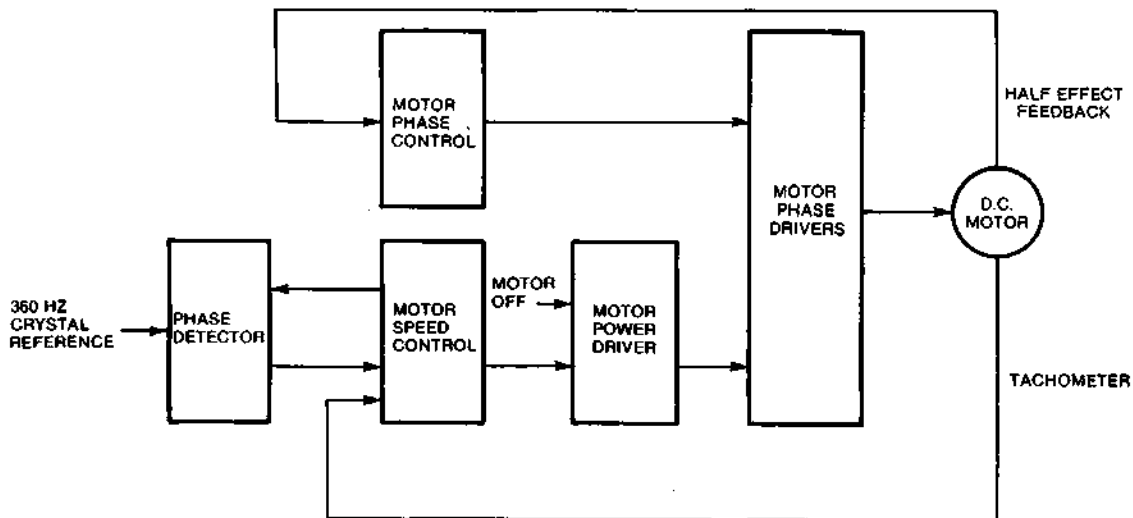 MOTOR
PHASE
CONTROL
HALF EFFECT
FEEDBACK
MOTOR
PHASE
DRIVERS
D.C.
MOTOR
360 HZ
CRYSTAL
REFERENCE
PHASE
DETECTOR
MOTOR
SPEED
CONTROL
MOTOR
OFF
MOTOR
POWER
DRIVER
TACHOMETER